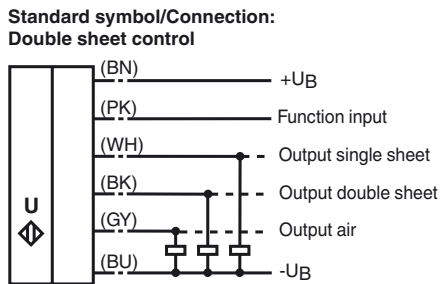 Standard symbol/Connection:
Double sheet control
(BN) +UB
(PK) Function input
(WH) Output single sheet
(BK) Output double sheet
U
(GY) Output air
(BU) -UB